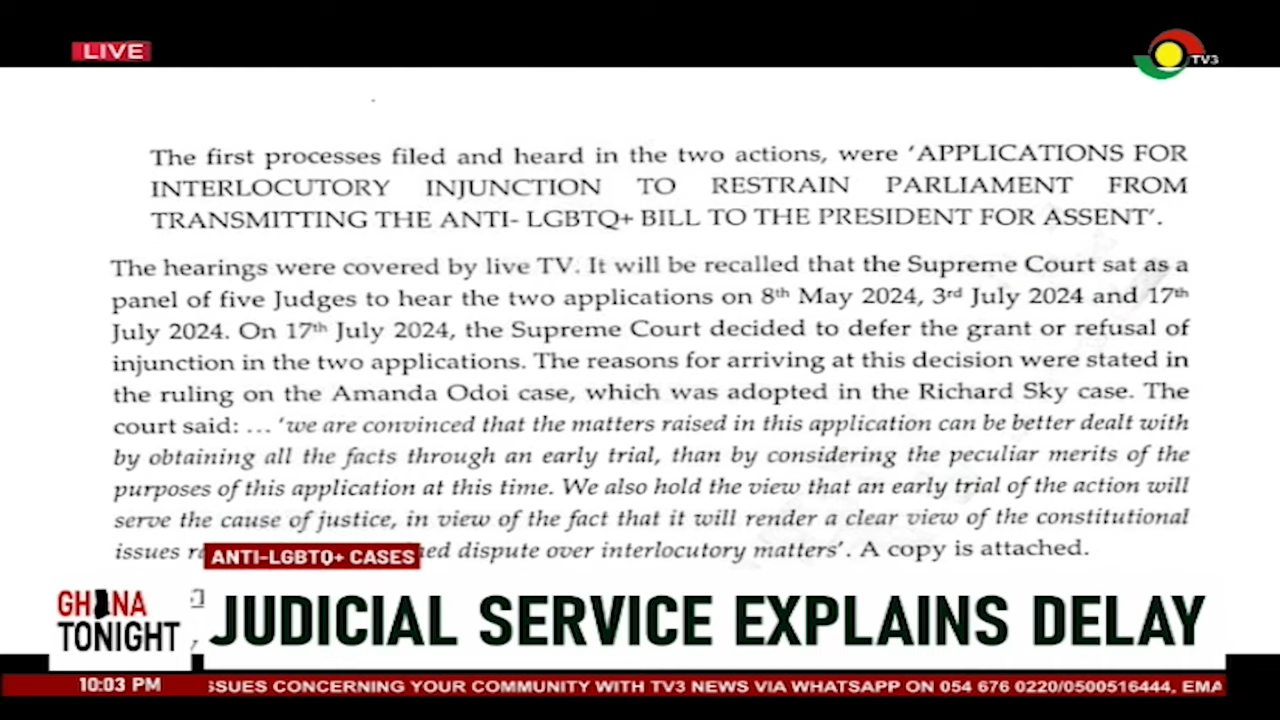 LIVE
TV3
The first processes filed and heard in the two actions, were 'APPLICATIONS FOR
INTERLOCUTORY INJUNCTION TO RESTRAIN PARLIAMENT FROM
TRANSMITTING THE ANTI- LGBTQ+ BILL TO THE PRESIDENT FOR ASSENT'.
The hearings were covered by live TV. It will be recalled that the Supreme Court sat as a
panel of five Judges to hear the two applications on 8th May 2024, 3rd July 2024 and 17th
July 2024. On 17th July 2024, the Supreme Court decided to defer the grant or refusal of
injunction in the two applications. The reasons for arriving at this decision were stated in
the ruling on the Amanda Odoi case, which was adopted in the Richard Sky case. The
court said: ... 'we are convinced that the matters raised in this application can be better dealt with
by obtaining all the facts through an early trial, than by considering the peculiar merits of the
purposes of this application at this time. We also hold the view that an early trial of the action will
serve the cause of justice, in view of the fact that it will render a clear view of the constitutional
issues dispute over interlocutory matters'. A copy is attached.
ANTI-LGBTQ+ CASES
GHANA
TONIGHT
JUDICIAL SERVICE EXPLAINS DELAY
10:03 PM
SSUES CONCERNING YOUR COMMUNITY WITH TV3 NEWS VIA WHATSAPP ON 054 676 0220/0500516444, EMA